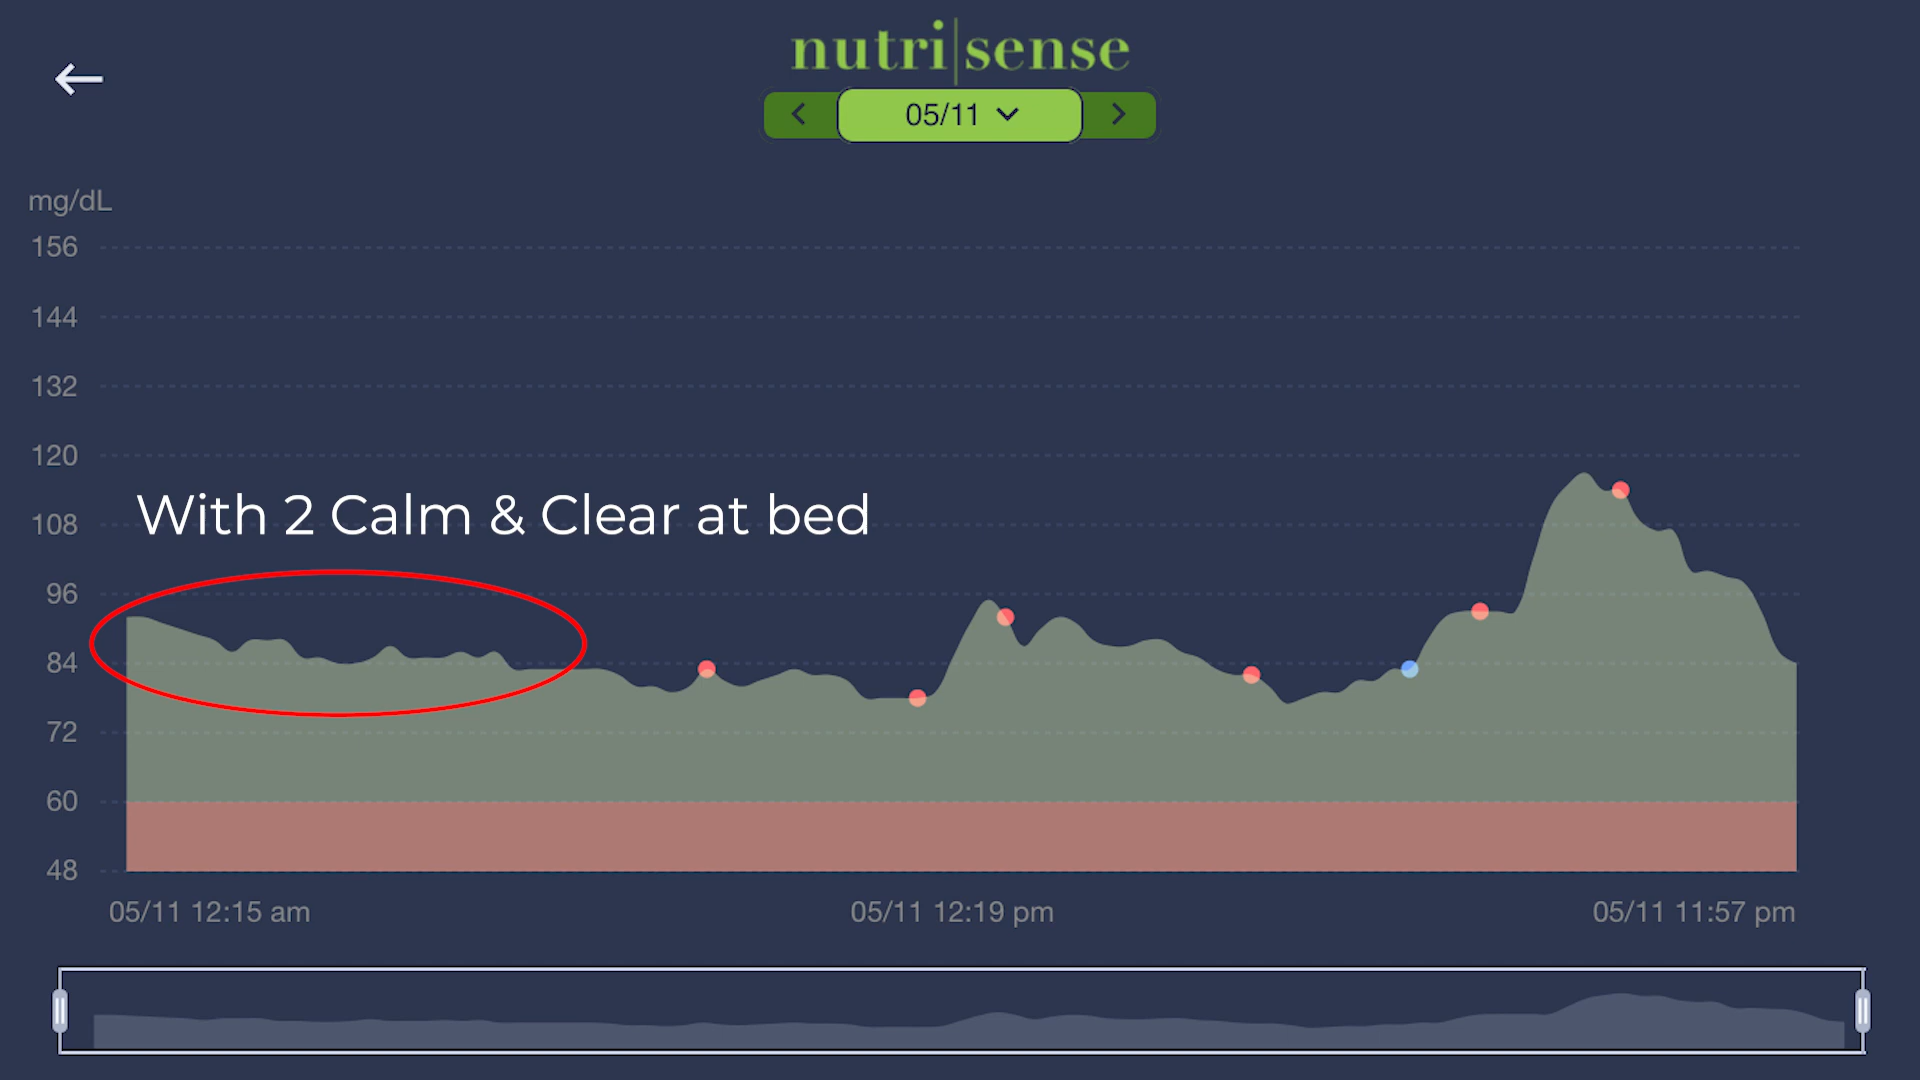 nutri|sense
05/11
mg/dL
156
144
132
120
108
With 2 Calm & Clear at bed
96
84
72
60
48
05/11 12:15 am
05/11 12:19 pm
05/11 11:57 pm